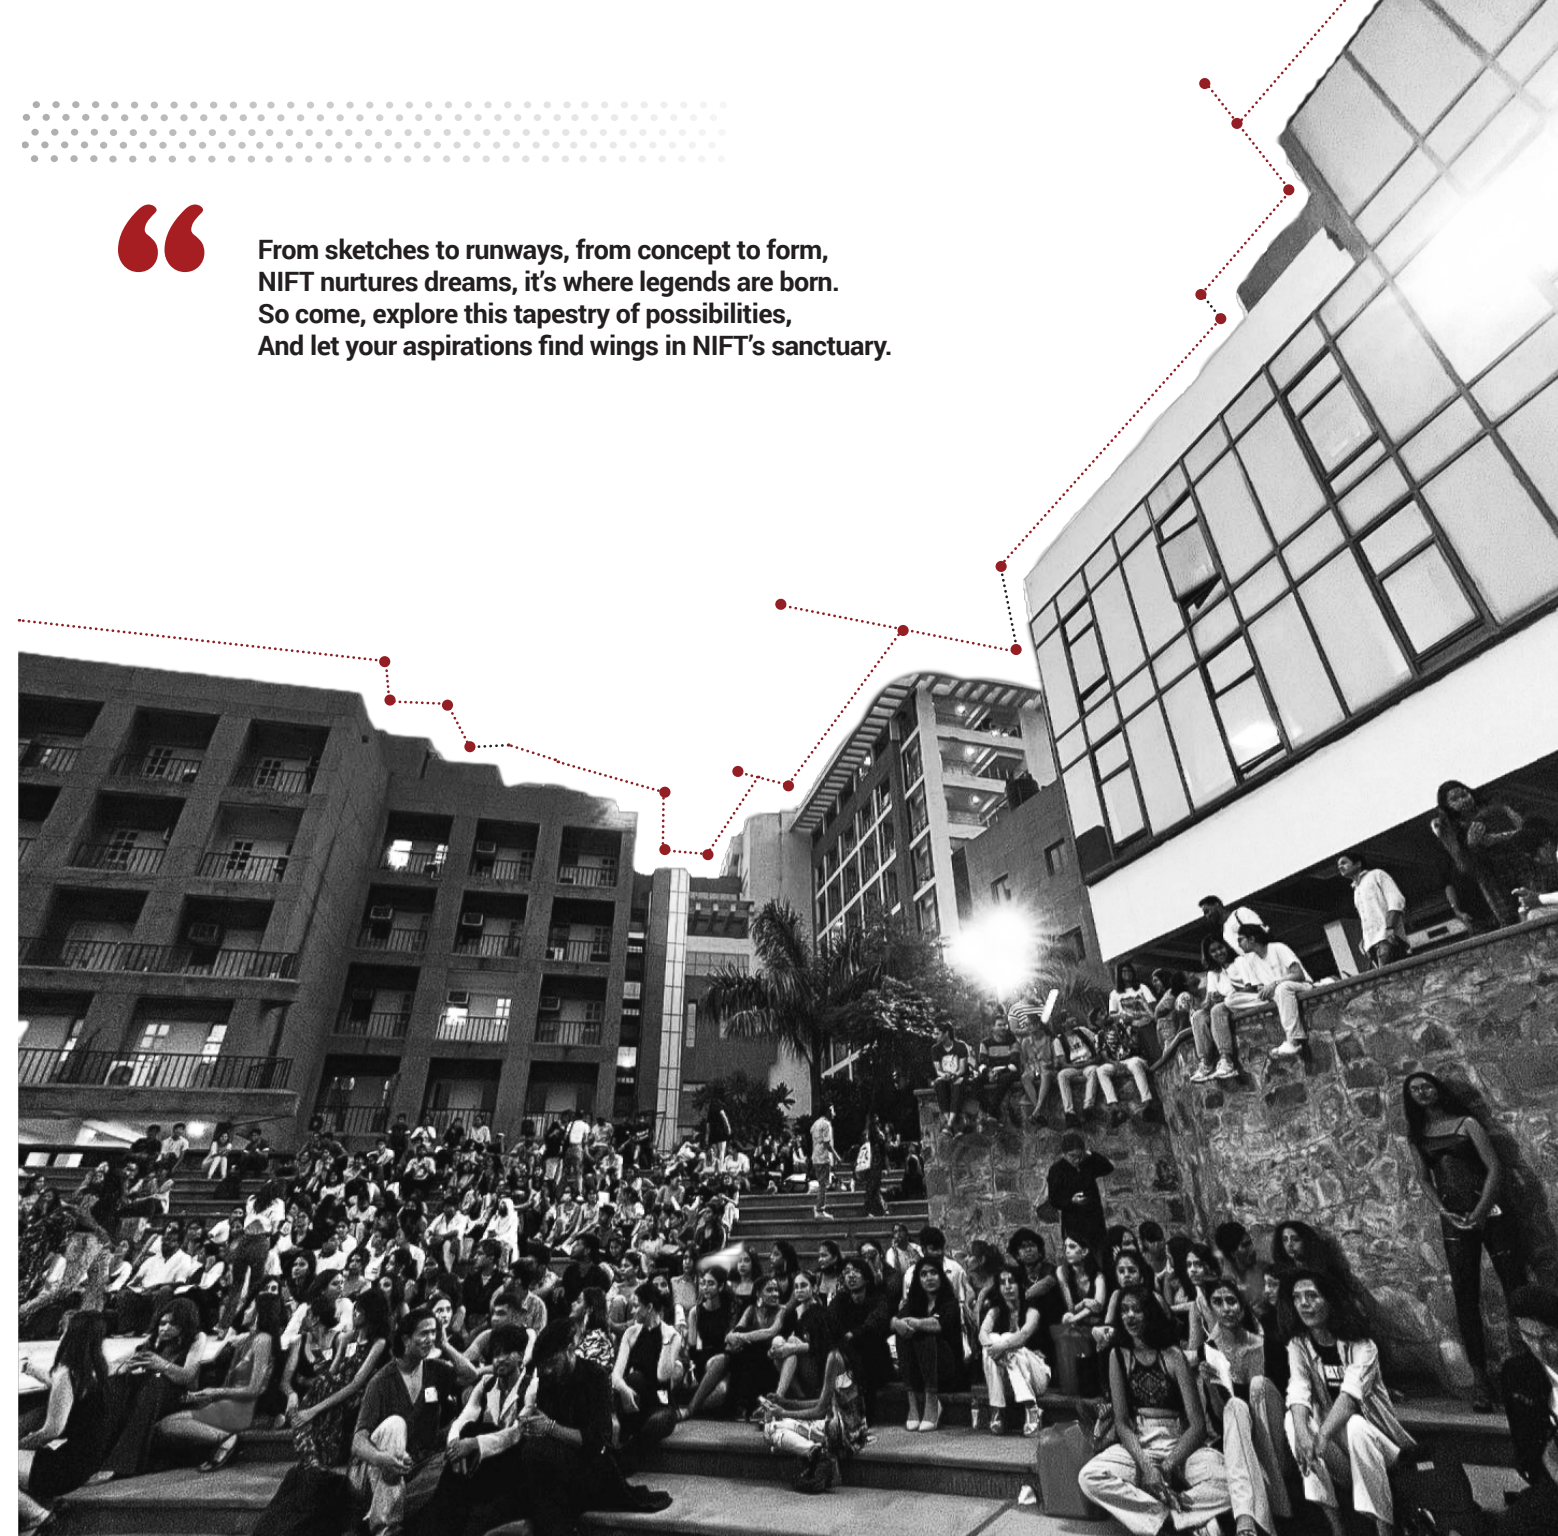 From sketches to runways, from concept to form,
NIFT nurtures dreams, it’s where legends are born.
So come, explore this tapestry of possibilities,
And let your aspirations find wings in NIFT’s sanctuary.